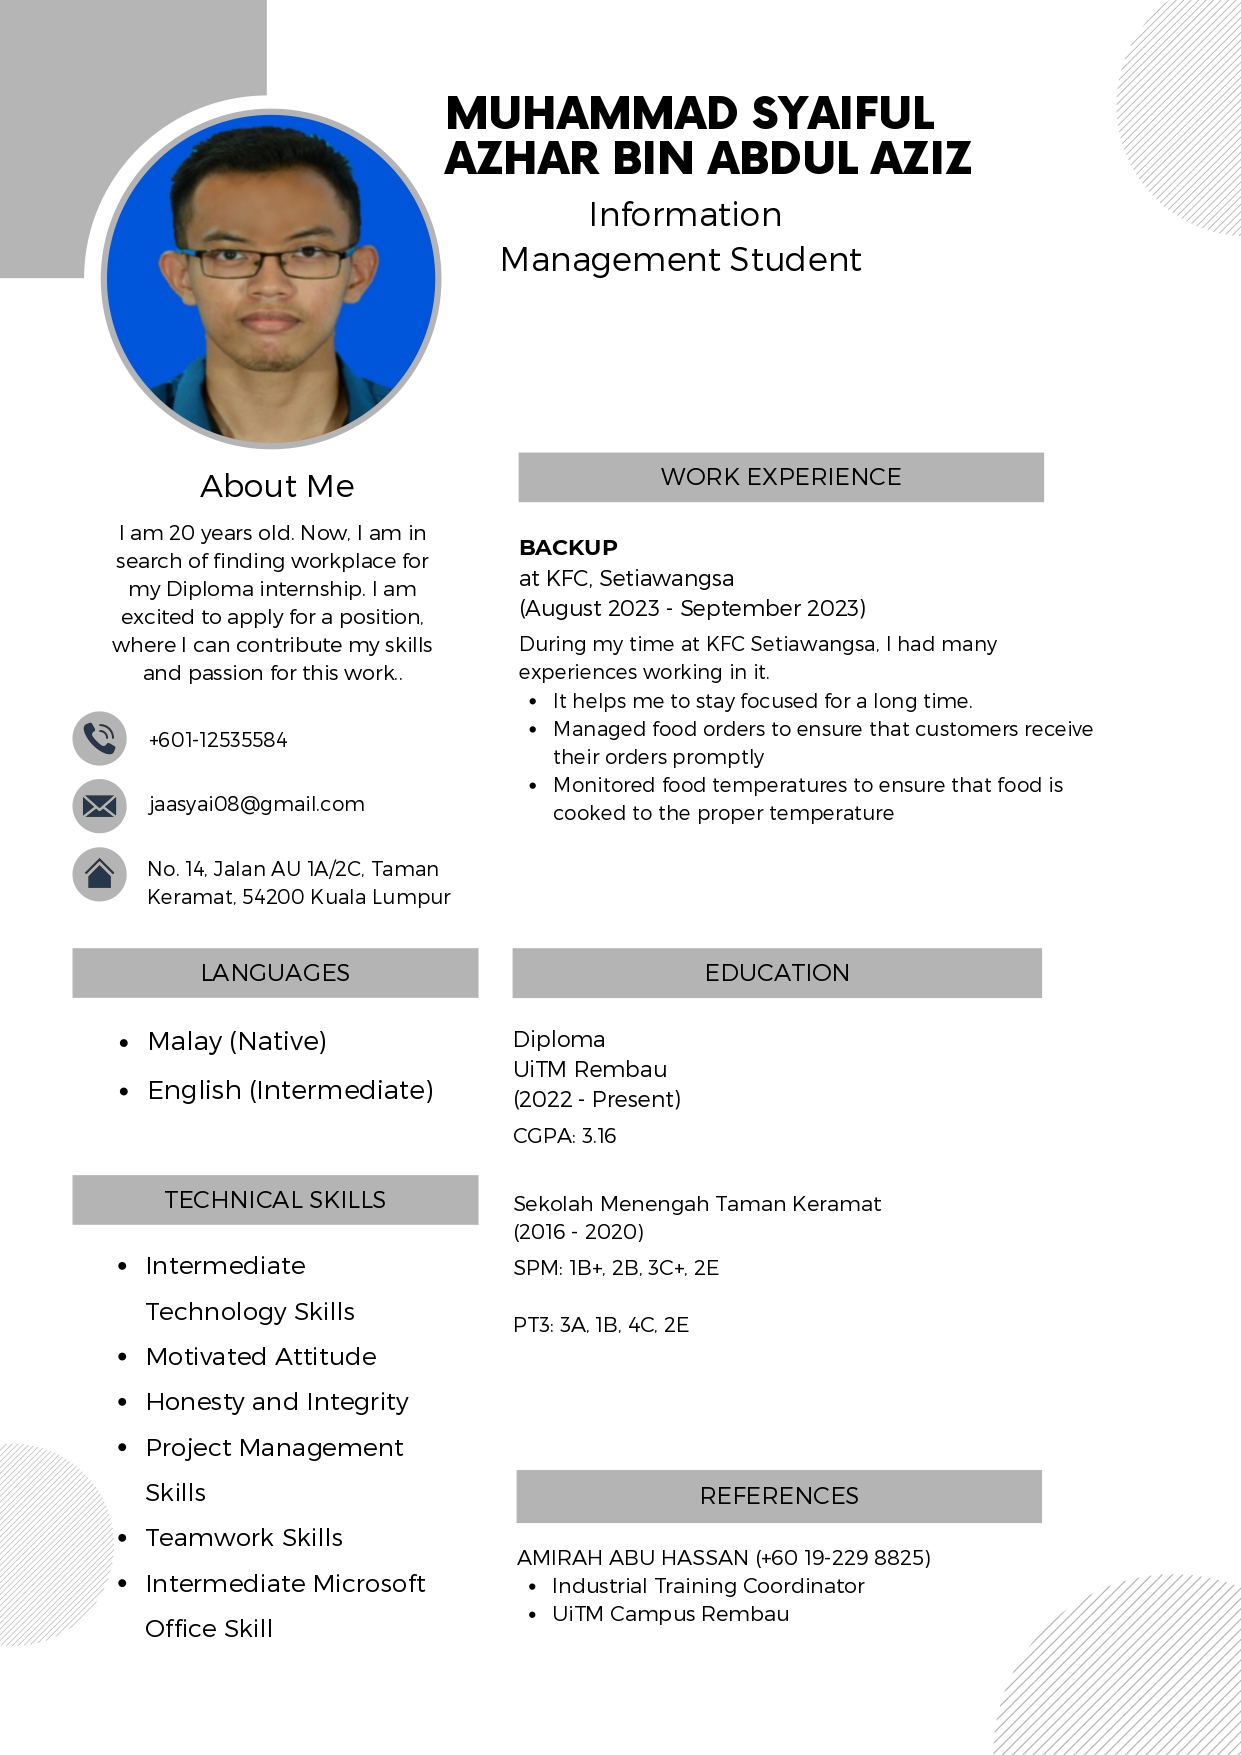 MUHAMMAD SYAIFUL
AZHAR BIN ABDUL AZIZ
Information
Management Student
About Me
I am 20 years old. Now, I am in
search of finding workplace for
my Diploma internship. I am
excited to apply for a position,
where I can contribute my skills
and passion for this work..
+601-12535584
jaasyai08@gmail.com
No. 14, Jalan AU 1A/2C, Taman
Keramat, 54200 Kuala Lumpur
LANGUAGES
• Malay (Native)
• English (Intermediate)
TECHNICAL SKILLS
• Intermediate
Technology Skills
• Motivated Attitude
• Honesty and Integrity
• Project Management
Skills
• Teamwork Skills
• Intermediate Microsoft
Office Skill
WORK EXPERIENCE
BACKUP
at KFC, Setiawangsa
(August 2023 - September 2023)
During my time at KFC Setiawangsa, I had many
experiences working in it.
• It helps me to stay focused for a long time.
• Managed food orders to ensure that customers receive
their orders promptly
• Monitored food temperatures to ensure that food is
cooked to the proper temperature
EDUCATION
Diploma
UiTM Rembau
(2022 - Present)
CGPA: 3.16
Sekolah Menengah Taman Keramat
(2016 - 2020)
SPM: 1B+, 2B, 3C+, 2E
PT3: 3A, 1B, 4C, 2E
REFERENCES
AMIRAH ABU HASSAN (+60 19-229 8825)
• Industrial Training Coordinator
• UiTM Campus Rembau